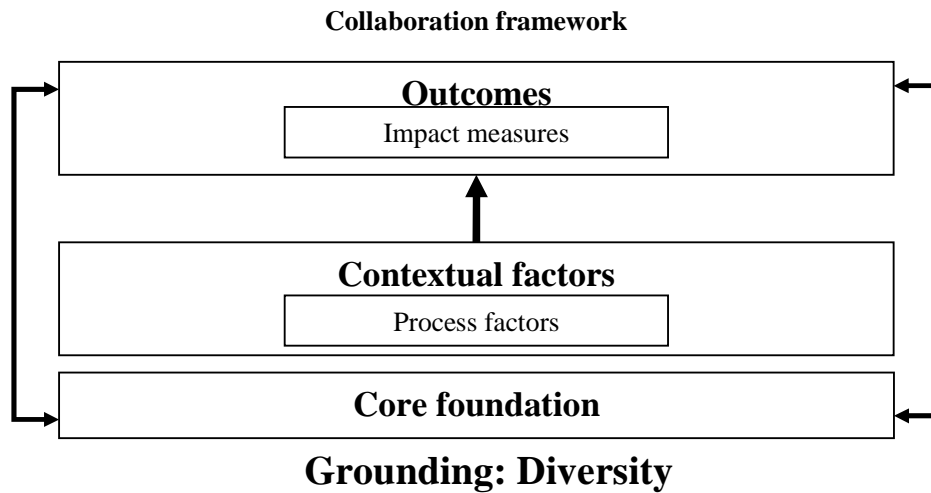 Collaboration framework
Outcomes
Impact measures
Contextual factors
Process factors
Core foundation
Grounding: Diversity